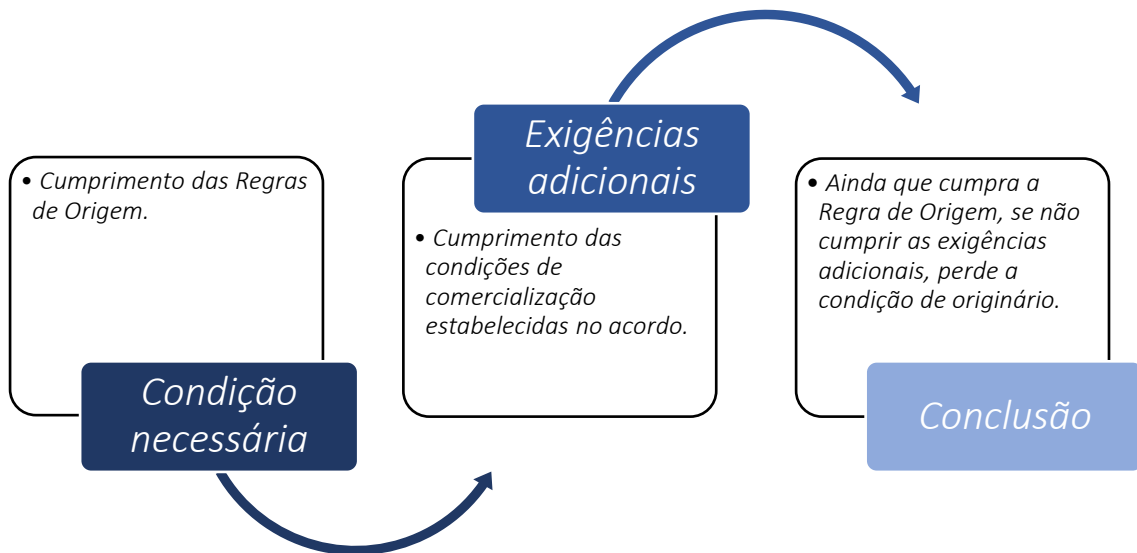 • Cumprimento das Regras
de Origem.
Condição
necessária
Exigências
adicionais
• Cumprimento das
condições de
comercialização
estabelecidas no acordo.
• Ainda que cumpra a
Regra de Origem, se não
cumprir as exigências
adicionais, perde a
condição de originário.
Conclusão